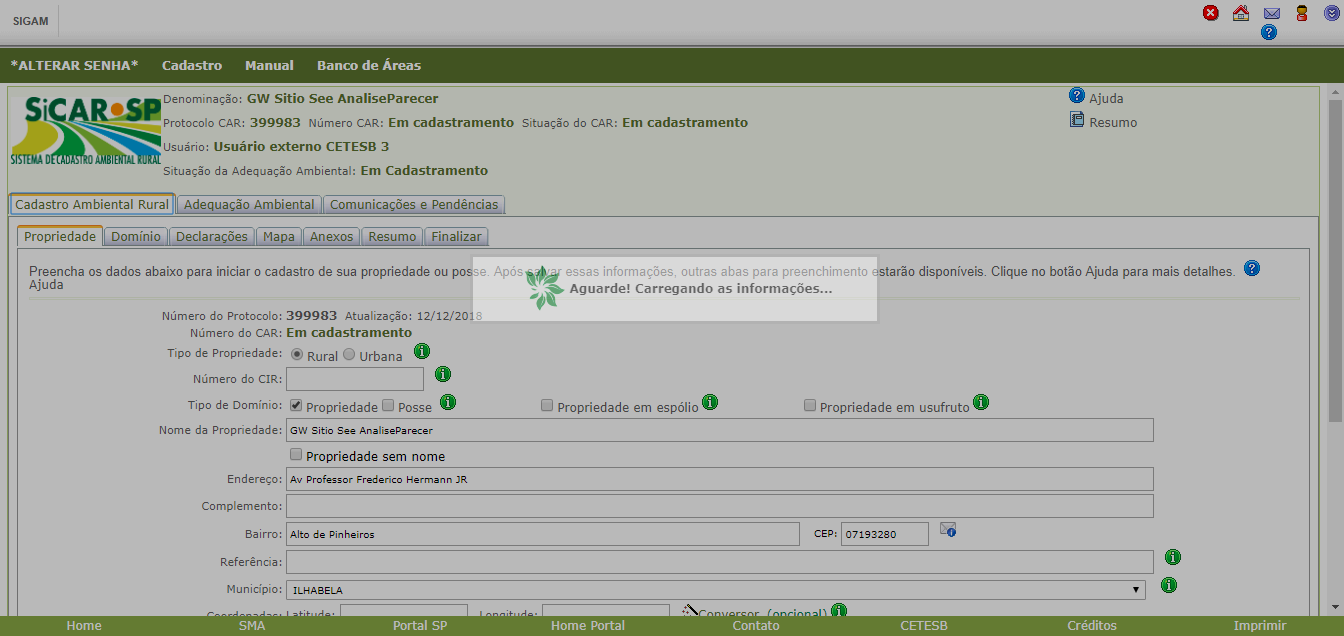 SIGAM
*ALTERAR SENHA* Cadastro Manual Banco de Áreas
SiCAR.SP
SISTEMA DE CADASTRO AMBIENTAL RURAL
Denominação: GW Sitio See AnaliseParecer
Protocolo CAR: 399983 Número CAR: Em cadastramento Situação do CAR: Em cadastramento
Usuário: Usuário externo CETESB 3
Situação da Adequação Ambiental: Em Cadastramento
Ajuda
Resumo
Cadastro Ambiental Rural Adequação Ambiental Comunicações e Pendências
Propriedade Domínio Declarações Mapa Anexos Resumo Finalizar
Preencha os dados abaixo para iniciar o cadastro de sua propriedade ou posse. Após salvar essas informações, outras abas para preenchimento estarão disponíveis. Clique no botão Ajuda para mais detalhes.
Ajuda
Aguarde! Carregando as informações...
Número do Protocolo: 399983 Atualização: 12/12/2018
Número do CAR: Em cadastramento
Tipo de Propriedade: Rural Urbana
Número do CIR:
Tipo de Domínio: Propriedade Posse Propriedade em espólio Propriedade em usufruto
Nome da Propriedade: GW Sitio See AnaliseParecer
Propriedade sem nome
Endereço: Av Professor Frederico Hermann JR
Complemento:
Bairro: Alto de Pinheiros CEP: 07193280
Referência:
Município: ILHABELA
Coordenadas: Latitude: Longitude: Conversor (opcional)
Home SMA Portal SP Home Portal Contato CETESB Créditos Imprimir